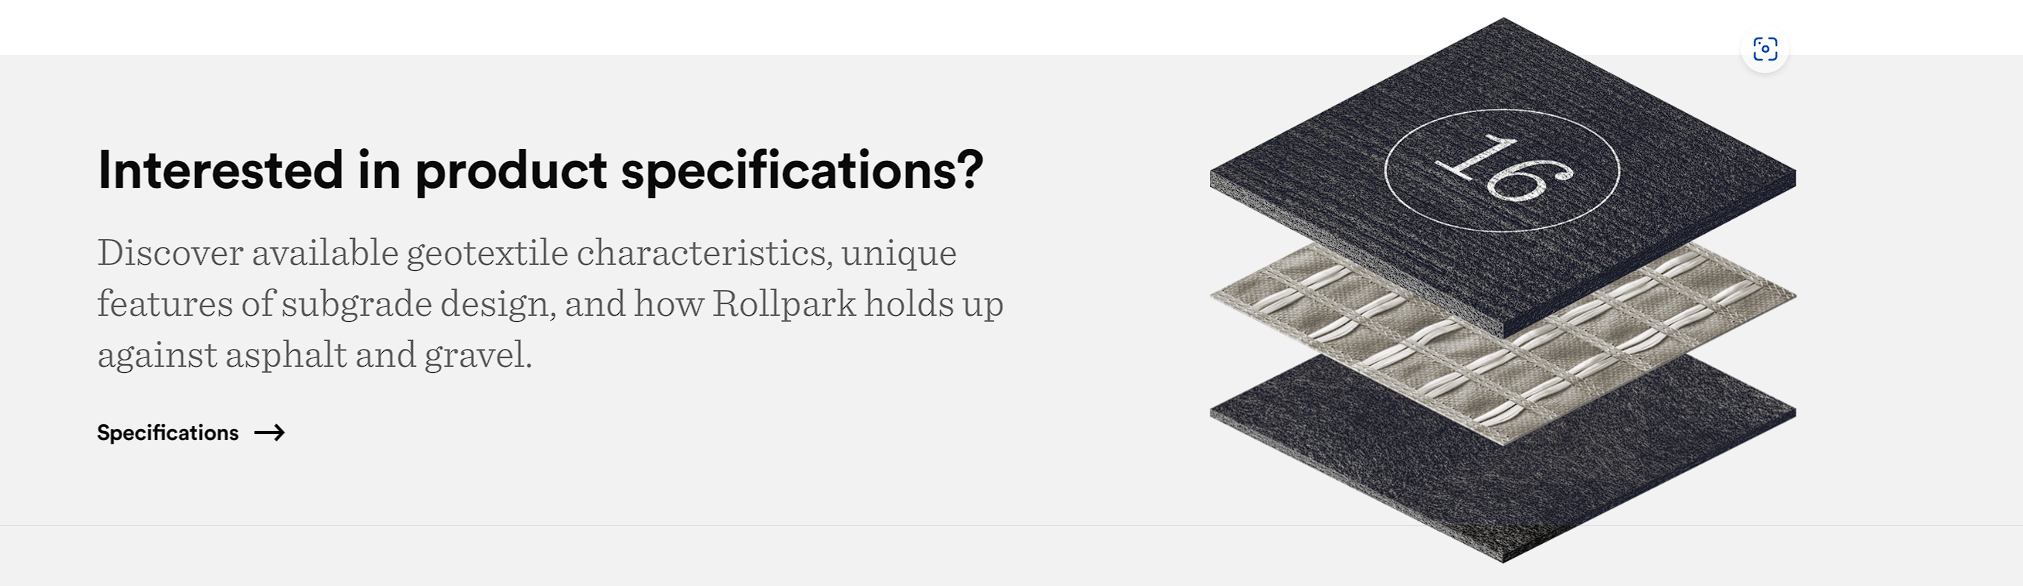 Interested in product specifications?
Discover available geotextile characteristics, unique
features of subgrade design, and how Rollpark holds up
against asphalt and gravel.
Specifications
16